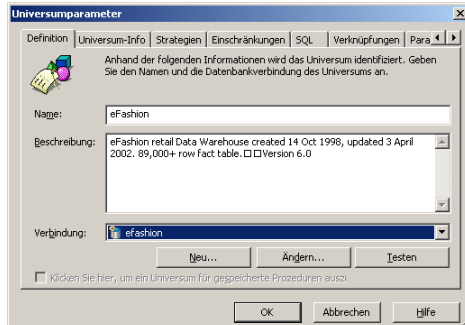 Universumparameter
Definition
Universum-Info
Strategien
Einschränkungen
SQL
Verknüpfungen
Para
Anhand der folgenden Informationen wird das Universum identifiziert. Geben
Sie den Namen und die Datenbankverbindung des Universums an.
Name:
eFashion
Beschreibung:
eFashion retail Data Warehouse created 14 Oct 1998, updated 3 April
2002. 89,000+ row fact table.□□Version 6.0
Verbindung:
efashion
Neu...
Ändern...
Testen
Klicken Sie hier, um ein Universum für gespeicherte Prozeduren ausz
OK
Abbrechen
Hilfe